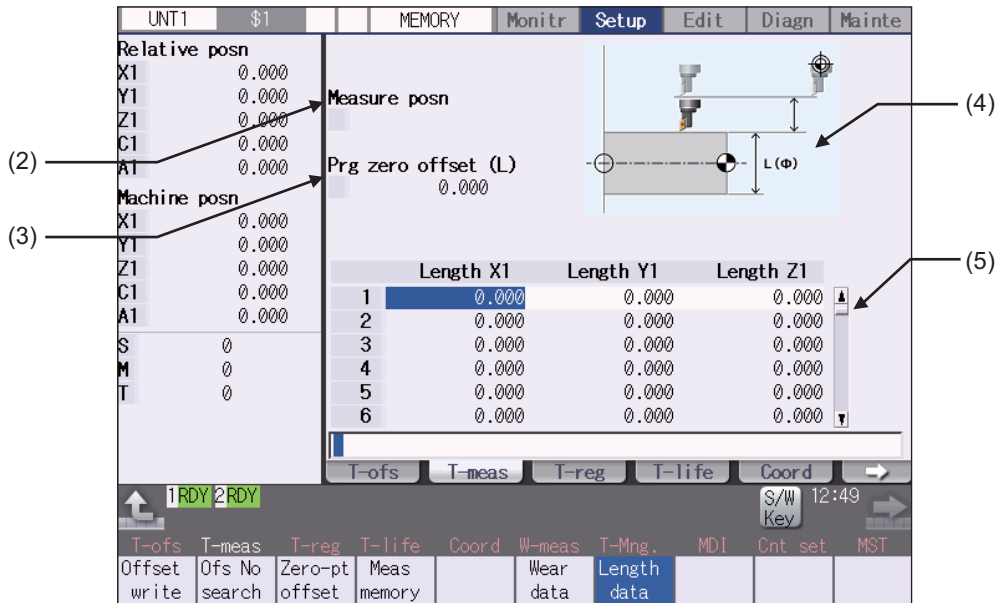 UNT1 $1 MEMORY Monitr Setup Edit Diagn Mainte
Relative posn
X1 0.000
Y1 0.000
Z1 0.000
C1 0.000
A1 0.000
Machine posn
X1 0.000
Y1 0.000
Z1 0.000
C1 0.000
A1 0.000
S 0
M 0
T 0
(2)
(3)
Measure posn
Prg zero offset (L)
0.000
L(Φ)
(4)
(5)
Length X1 Length Y1 Length Z1
1 0.000 0.000 0.000
2 0.000 0.000 0.000
3 0.000 0.000 0.000
4 0.000 0.000 0.000
5 0.000 0.000 0.000
6 0.000 0.000 0.000
T-ofs T-meas T-reg T-life Coord
1RDY 2RDY
S/W Key
12:49
T-ofs T-meas T-reg T-life Coord W-meas T-Mng. MDI Cnt set MST
Offset write
Ofs No search
Zero-pt offset
Meas memory
Wear data
Length data